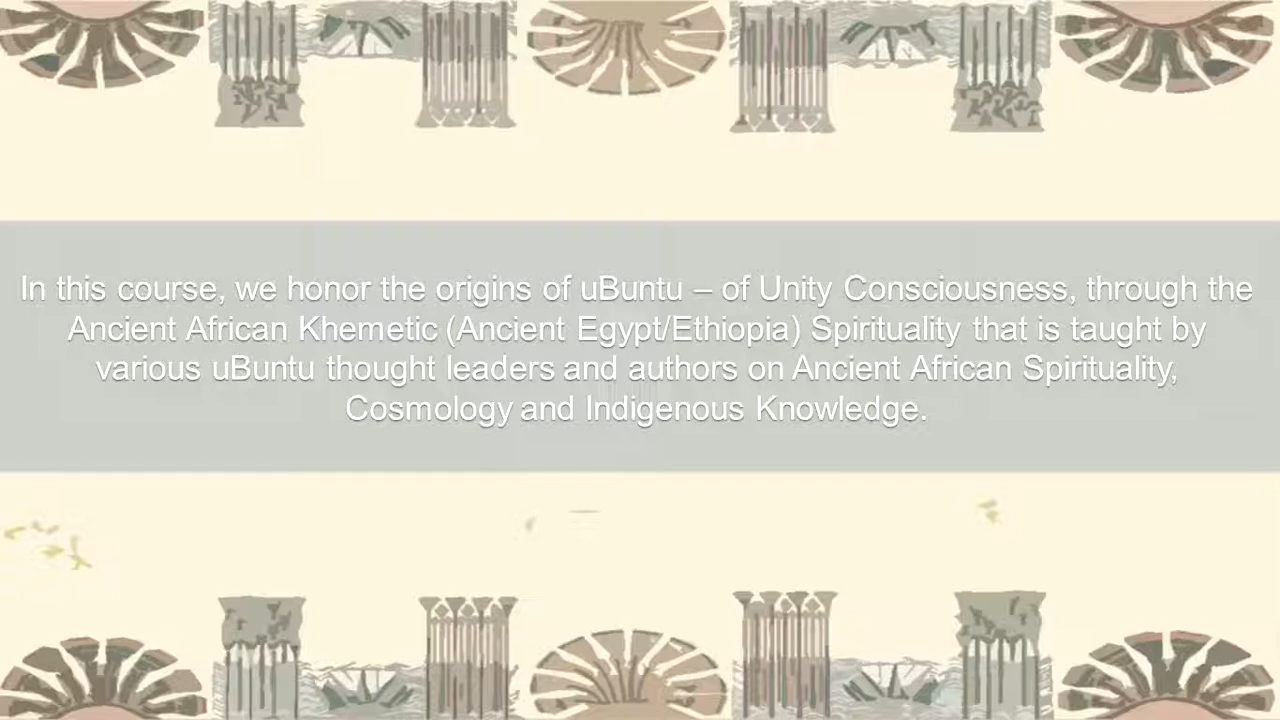 In this course, we honor the origins of uBuntu – of Unity Consciousness, through the
Ancient African Khemetic (Ancient Egypt/Ethiopia) Spirituality that is taught by
various uBuntu thought leaders and authors on Ancient African Spirituality,
Cosmology and Indigenous Knowledge.